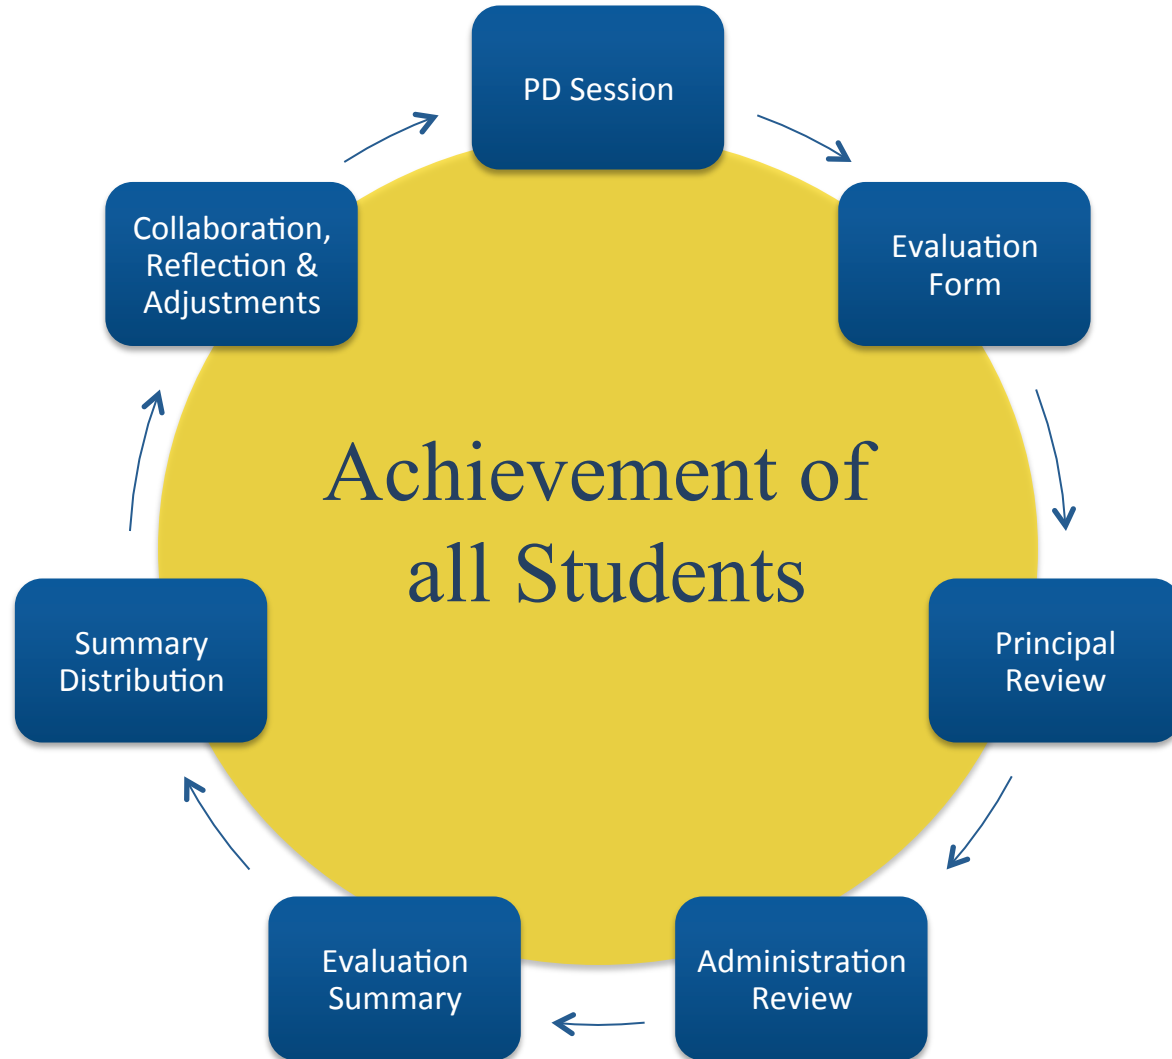 PD Session
Evaluation
Form
Principal
Review
Administration
Review
Evaluation
Summary
Summary
Distribution
Collaboration,
Reflection &
Adjustments
Achievement of
all Students